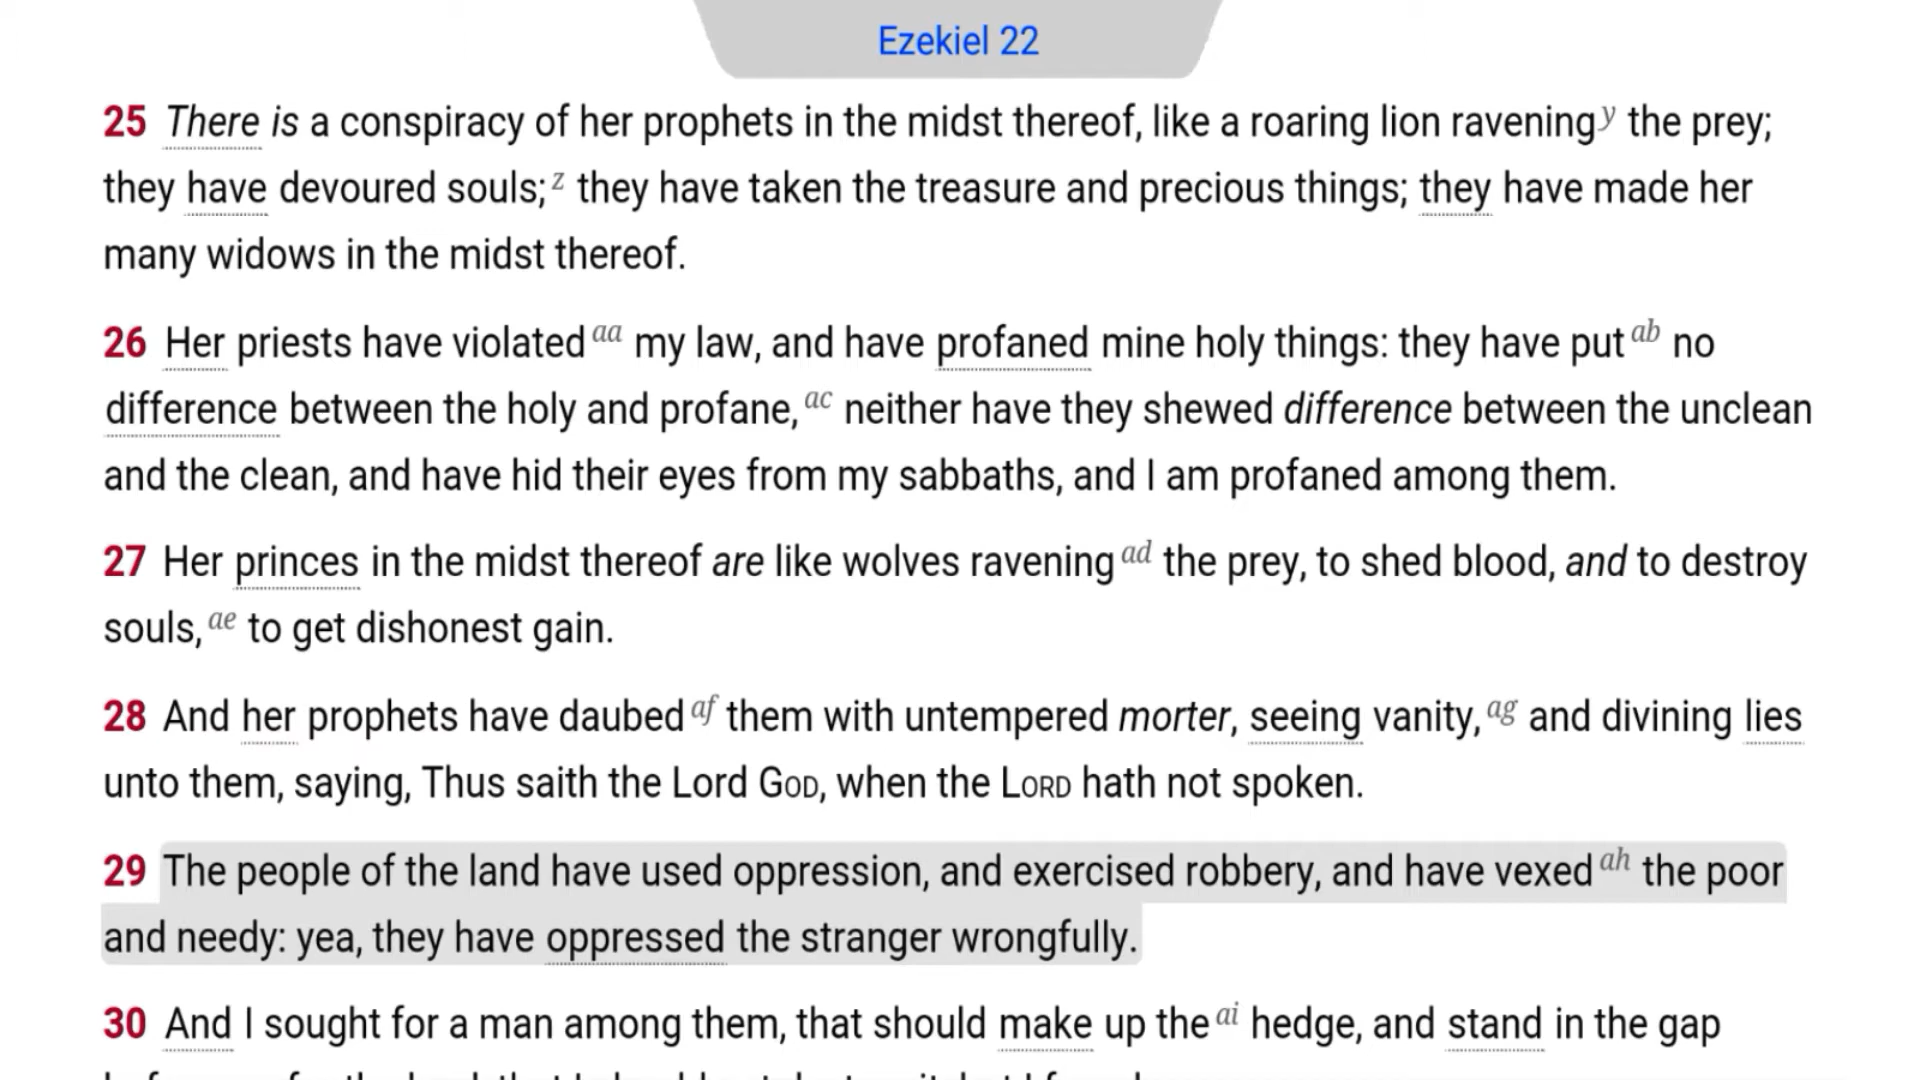 Ezekiel 22
25 There is a conspiracy of her prophets in the midst thereof, like a roaring lion ravening y the prey;
they have devoured souls; z they have taken the treasure and precious things; they have made her
many widows in the midst thereof.
26 Her priests have violated aa my law, and have profaned mine holy things: they have put ab no
difference between the holy and profane, ac neither have they shewed difference between the unclean
and the clean, and have hid their eyes from my sabbaths, and I am profaned among them.
27 Her princes in the midst thereof are like wolves ravening ad the prey, to shed blood, and to destroy
souls, ae to get dishonest gain.
28 And her prophets have daubed af them with untempered morter, seeing vanity, ag and divining lies
unto them, saying, Thus saith the Lord GOD, when the LORD hath not spoken.
29 The people of the land have used oppression, and exercised robbery, and have vexed ah the poor
and needy: yea, they have oppressed the stranger wrongfully.
30 And I sought for a man among them, that should make up the ai hedge, and stand in the gap